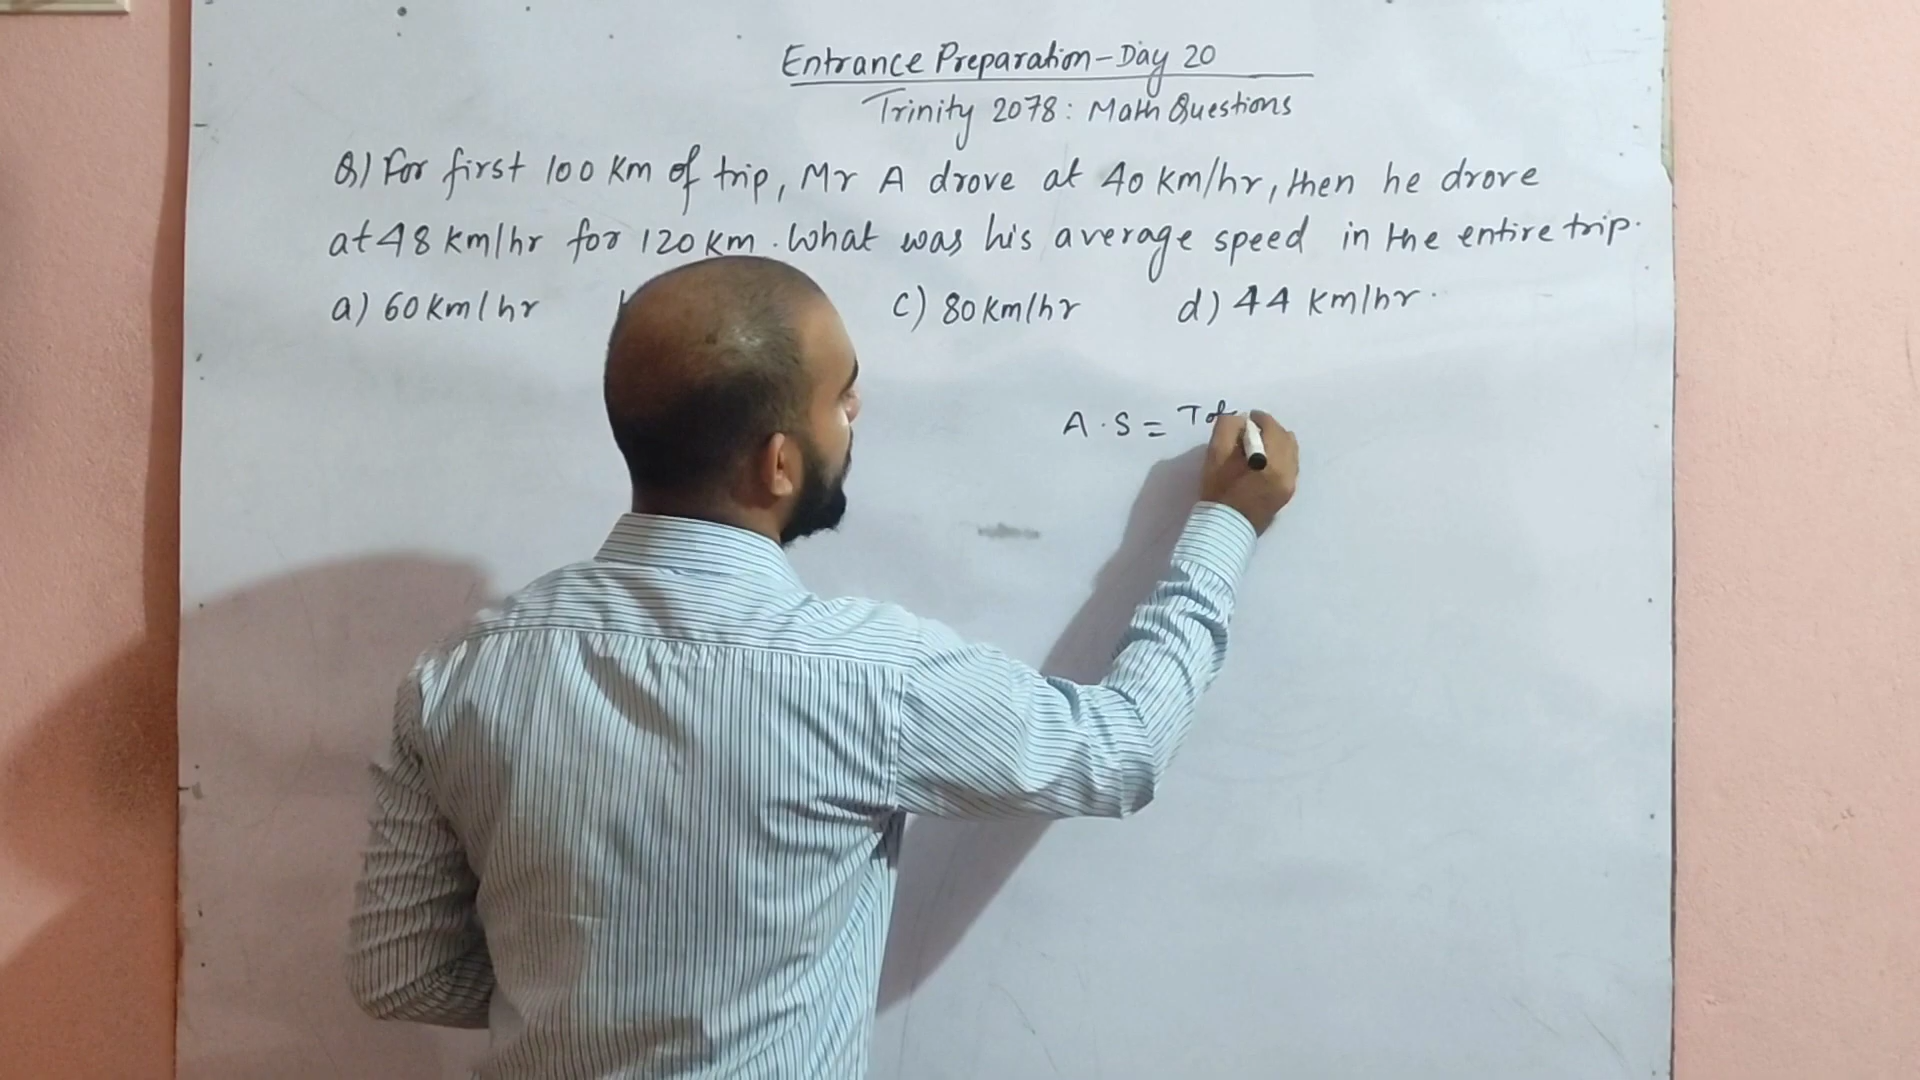 Entrance Preparation-Day 20
Trinity 2078: Math Questions
Q) For first 100 Km of trip, Mr A drove at 40 Km/hr, then he drove
at 48 Km/hr for 120 Km. What was his average speed in the entire trip.
a) 60 Km/hr c) 80 Km/hr d) 44 Km/hr.
A.S = Tot